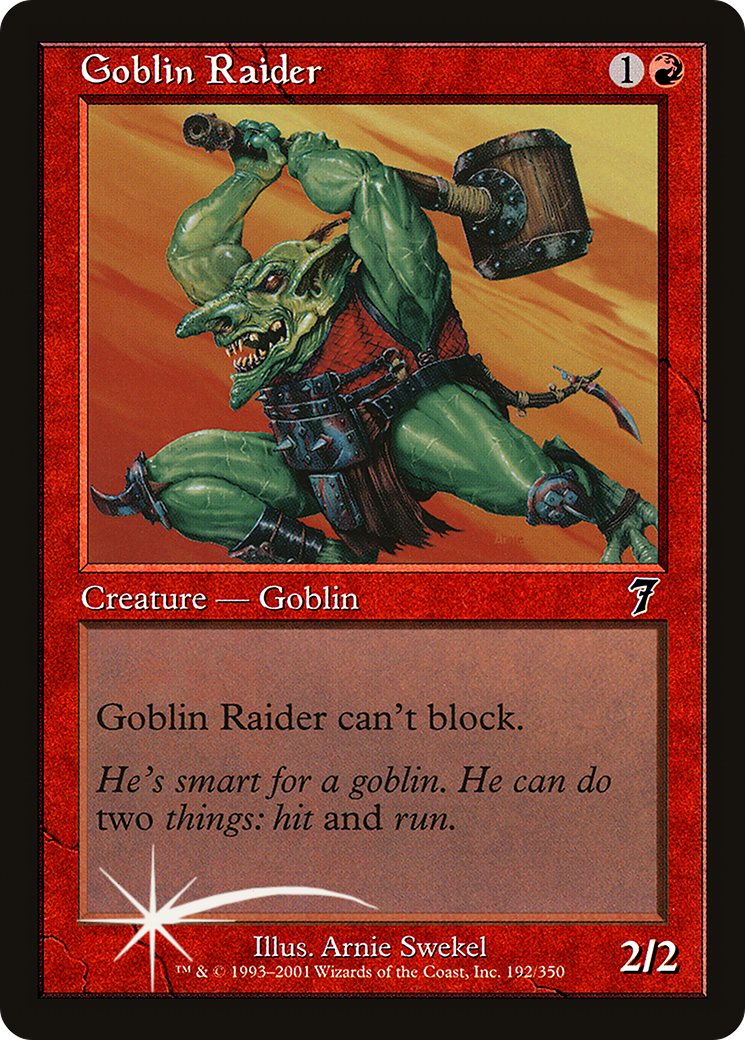 Goblin Raider
1
Arnie
Creature — Goblin
7
Goblin Raider can't block.
He's smart for a goblin. He can do
two things: hit and run.
Illus. Arnie Swekel
™ & © 1993–2001 Wizards of the Coast, Inc. 192/350
2/2